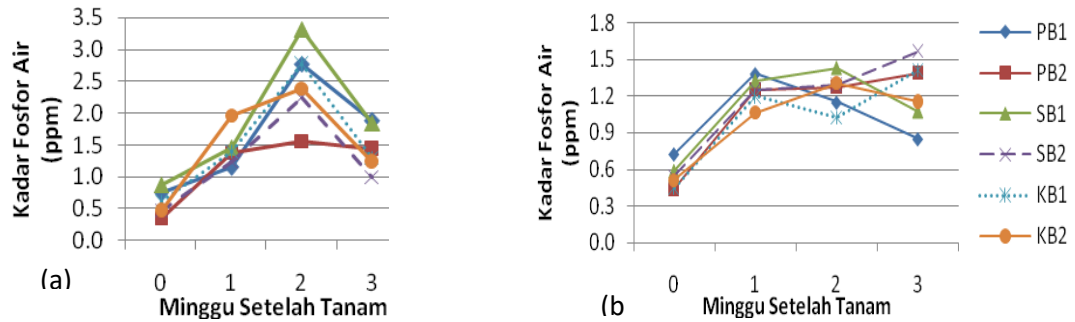 Kadar Fosfor Air
(ppm)
3.5
3.0
2.5
2.0
1.5
1.0
0.5
0.0
0 1 2 3
(a)
Minggu Setelah Tanam
Kadar Fosfor Air
(ppm)
1.8
1.5
1.2
0.9
0.6
0.3
0.0
0 1 2 3
(b
Minggu Setelah Tanam
PB1
PB2
SB1
SB2
KB1
KB2